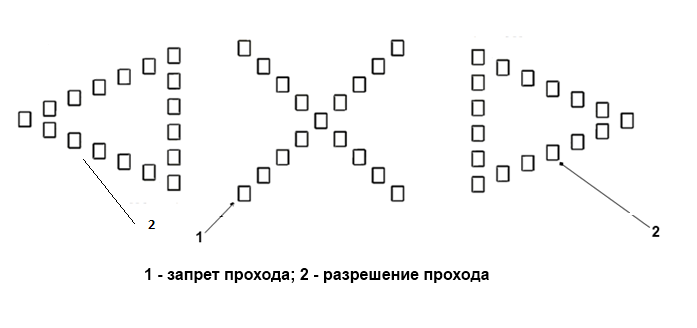 2
1
2
1 - запрет прохода; 2 - разрешение прохода